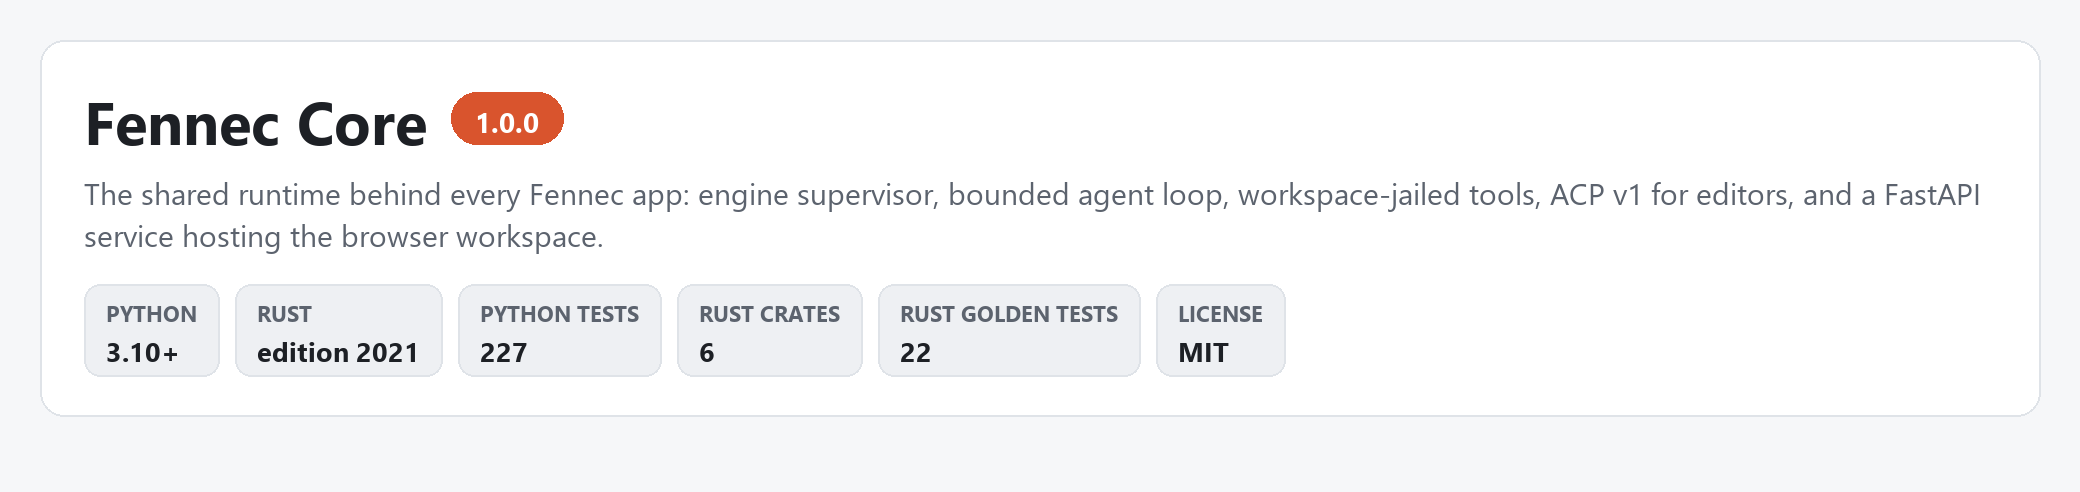 Fennec Core 1.0.0
The shared runtime behind every Fennec app: engine supervisor, bounded agent loop, workspace-jailed tools, ACP v1 for editors, and a FastAPI
service hosting the browser workspace.
PYTHON
3.10+
RUST
edition 2021
PYTHON TESTS
227
RUST CRATES
6
RUST GOLDEN TESTS
22
LICENSE
MIT